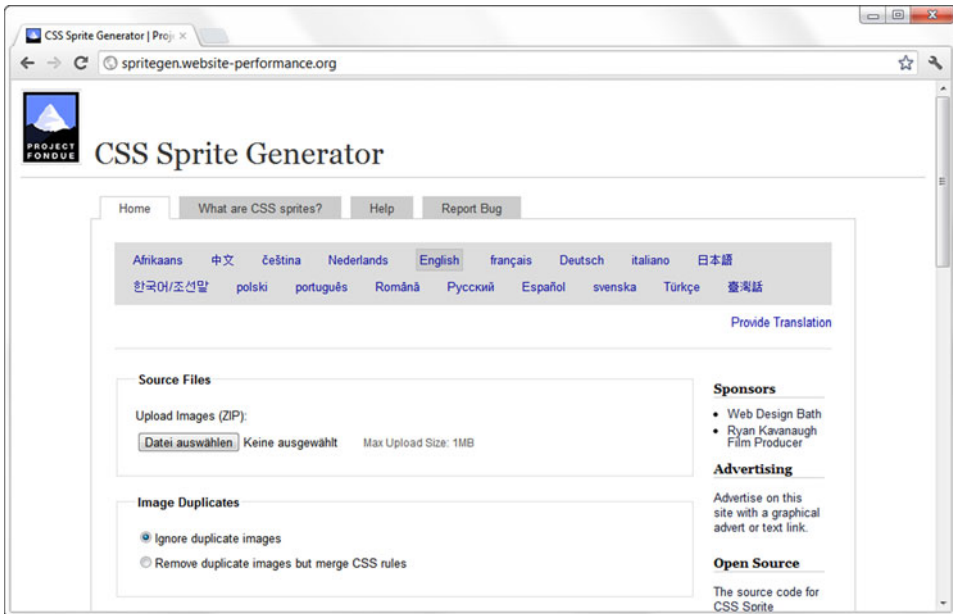 CSS Sprite Generator | Proj
spritegen.website-performance.org
PROJECT
FONDUE
CSS Sprite Generator
Home What are CSS sprites? Help Report Bug
Afrikaans 中文 čeština Nederlands English français Deutsch italiano 日本語
한국어/조선말 polski português Română Русский Español svenska Türkçe 臺灣話
Provide Translation
Source Files
Upload Images (ZIP):
Datei auswählen Keine ausgewählt Max Upload Size: 1MB
Image Duplicates
Ignore duplicate images
Remove duplicate images but merge CSS rules
Sponsors
Web Design Bath
Ryan Kavanaugh
Film Producer
Advertising
Advertise on this
site with a graphical
advert or text link.
Open Source
The source code for
CSS Sprite